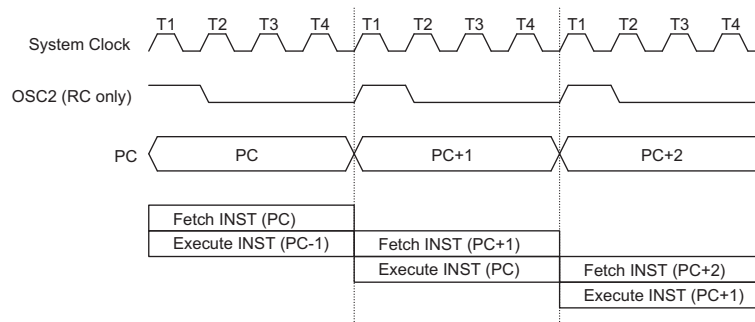 T1 T2 T3 T4 T1 T2 T3 T4 T1 T2 T3 T4
System Clock
OSC2 (RC only)
PC PC PC+1 PC+2
Fetch INST (PC)
Execute INST (PC-1) Fetch INST (PC+1)
Execute INST (PC) Fetch INST (PC+2)
Execute INST (PC+1)